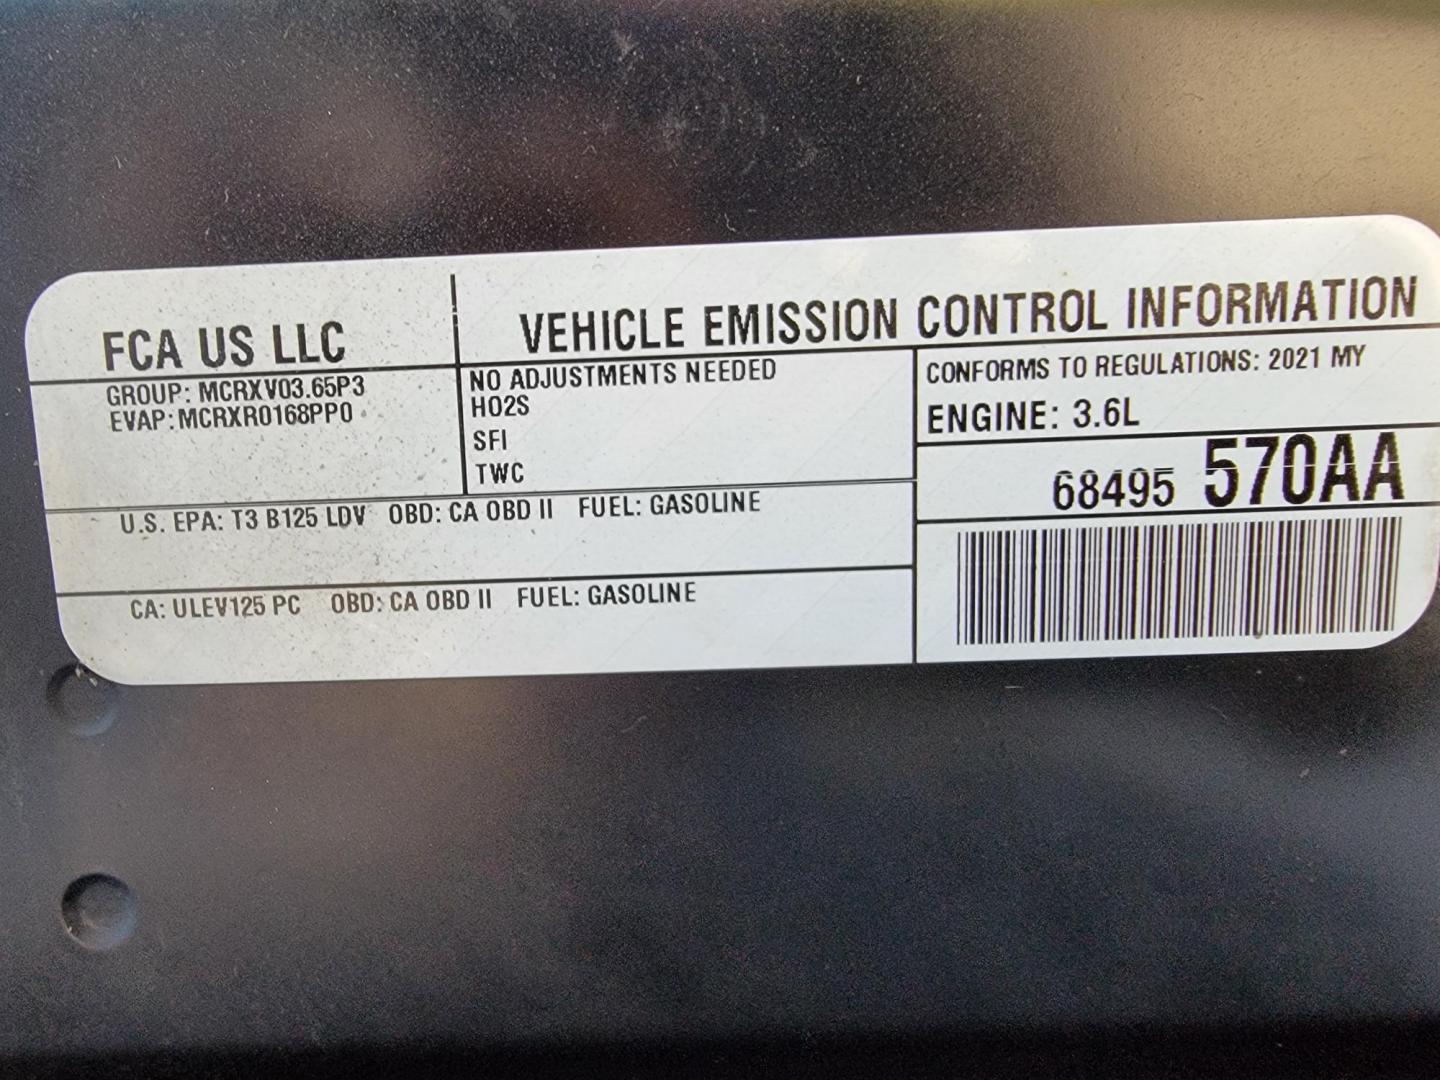 FCA US LLC
VEHICLE EMISSION CONTROL INFORMATION
GROUP: MCRXV03.65P3
EVAP: MCRXR0168PP0
NO ADJUSTMENTS NEEDED
HO2S
SFI
TWC
CONFORMS TO REGULATIONS: 2021 MY
ENGINE: 3.6L
68495 570AA
U.S. EPA: T3 B125 LDV OBD: CA OBD II FUEL: GASOLINE
CA: ULEV125 PC OBD: CA OBD II FUEL: GASOLINE